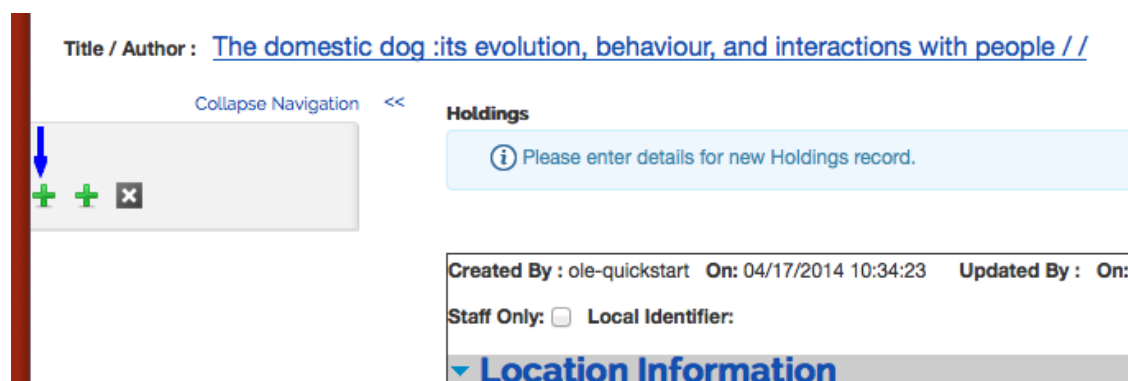 Title / Author : The domestic dog :its evolution, behaviour, and interactions with people / /
Collapse Navigation <<
Holdings
Please enter details for new Holdings record.
Created By : ole-quickstart On: 04/17/2014 10:34:23 Updated By : On:
Staff Only: Local Identifier:
Location Information